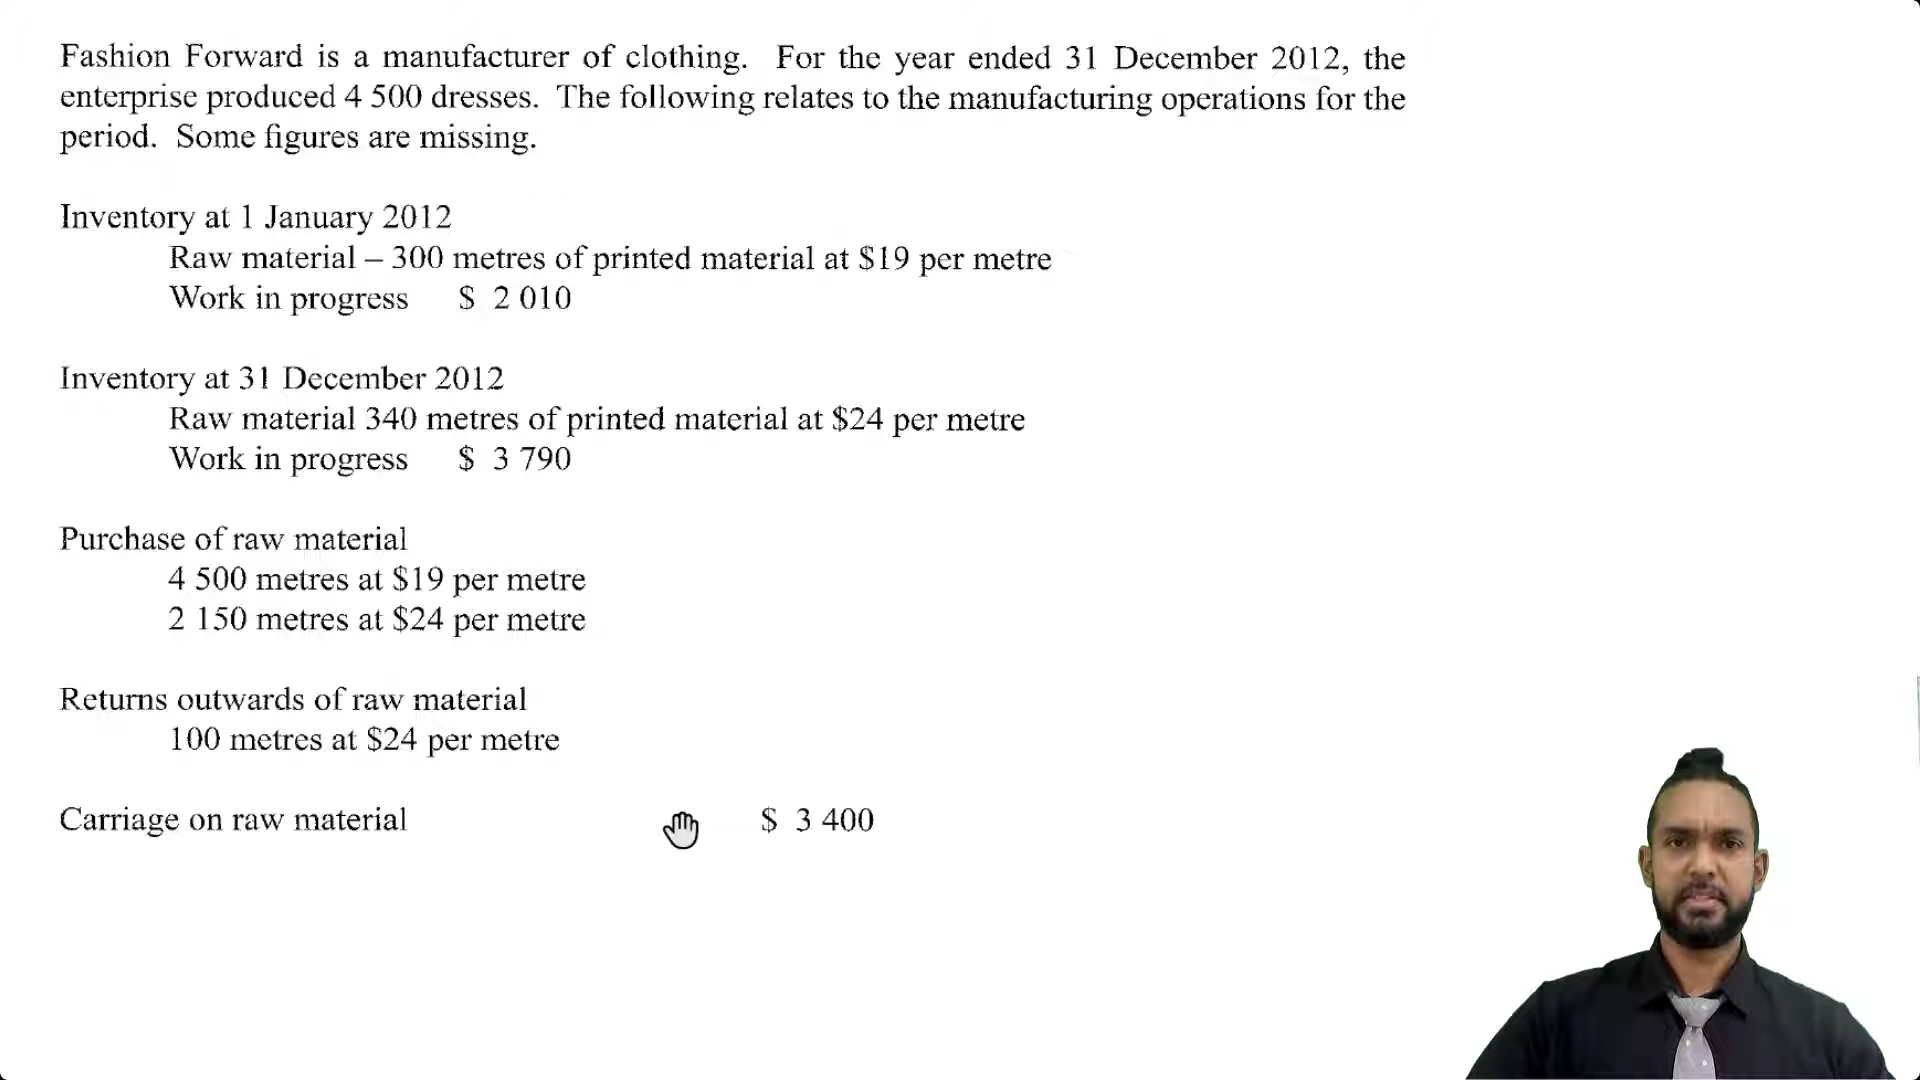 Fashion Forward is a manufacturer of clothing. For the year ended 31 December 2012, the
enterprise produced 4 500 dresses. The following relates to the manufacturing operations for the
period. Some figures are missing.
Inventory at 1 January 2012
Raw material – 300 metres of printed material at $19 per metre
Work in progress $ 2 010
Inventory at 31 December 2012
Raw material 340 metres of printed material at $24 per metre
Work in progress $ 3 790
Purchase of raw material
4 500 metres at $19 per metre
2 150 metres at $24 per metre
Returns outwards of raw material
100 metres at $24 per metre
Carriage on raw material $ 3 400